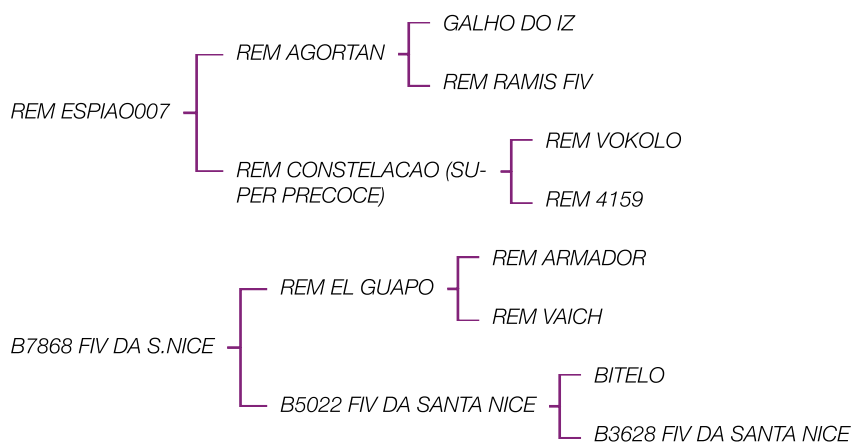 GALHO DO IZ
REM AGORTAN
REM RAMIS FIV
REM ESPIAO007
REM VOKOLO
REM CONSTELACAO (SU-
PER PRECOCE)
REM 4159
REM ARMADOR
REM EL GUAPO
REM VAICH
B7868 FIV DA S.NICE
BITELO
B5022 FIV DA SANTA NICE
B3628 FIV DA SANTA NICE